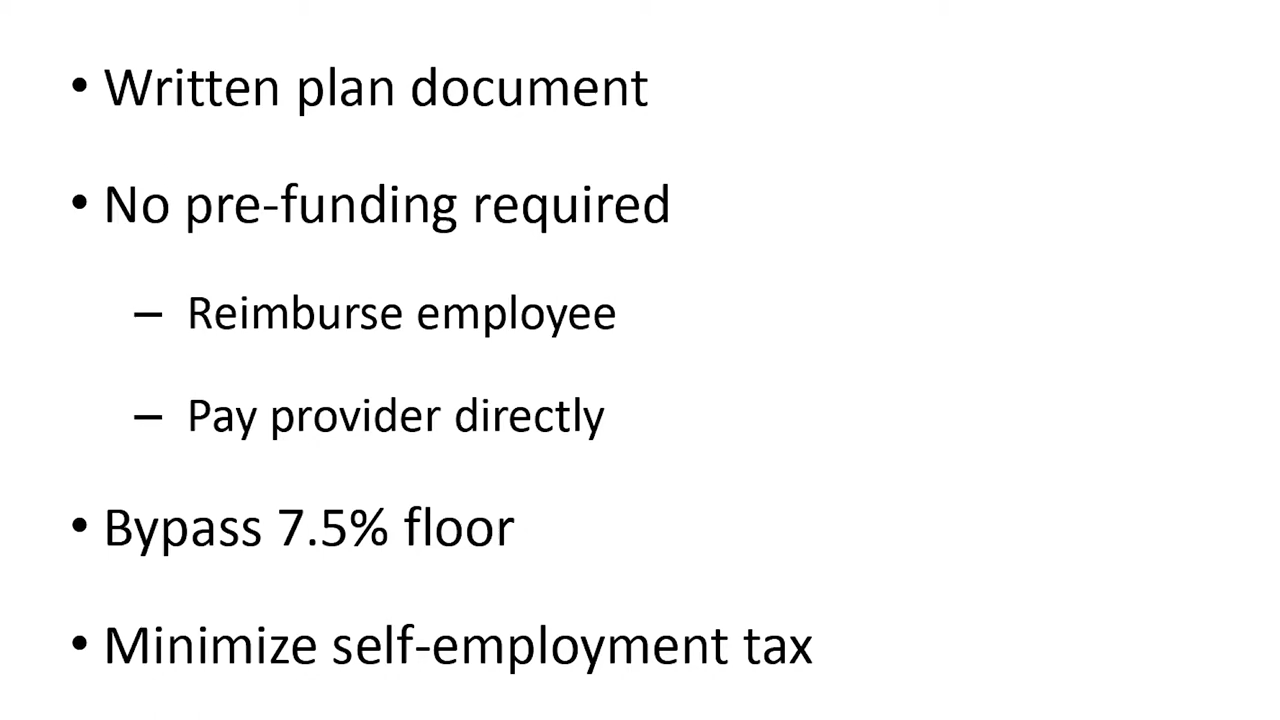 • Written plan document
• No pre-funding required
– Reimburse employee
– Pay provider directly
• Bypass 7.5% floor
• Minimize self-employment tax